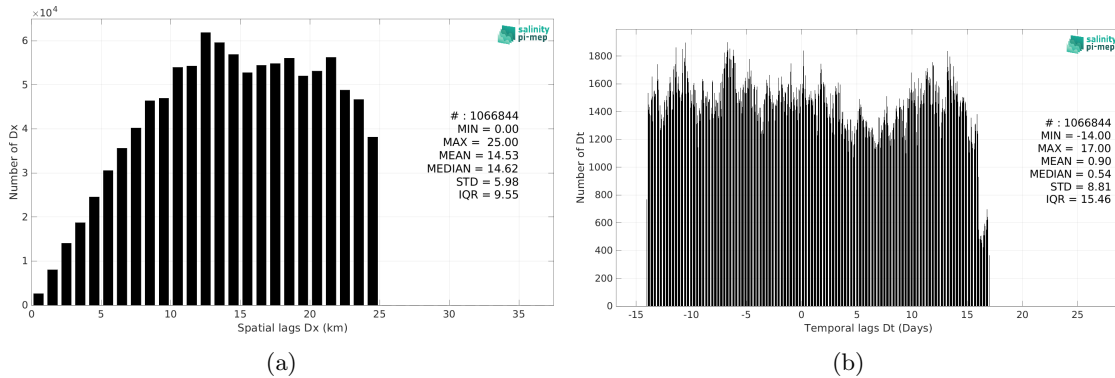 ×10⁴
salinity
pi-mep
6
5
4
3
2
1
0
Number of Dx
# : 1066844
MIN = 0.00
MAX = 25.00
MEAN = 14.53
MEDIAN = 14.62
STD = 5.98
IQR = 9.55
0 5 10 15 20 25 30 35
Spatial lags Dx (km)
(a)
salinity
pi-mep
1800
1600
1400
1200
1000
800
600
400
200
0
Number of Dt
# : 1066844
MIN = -14.00
MAX = 17.00
MEAN = 0.90
MEDIAN = 0.54
STD = 8.81
IQR = 15.46
-15 -10 -5 0 5 10 15 20 25
Temporal lags Dt (Days)
(b)